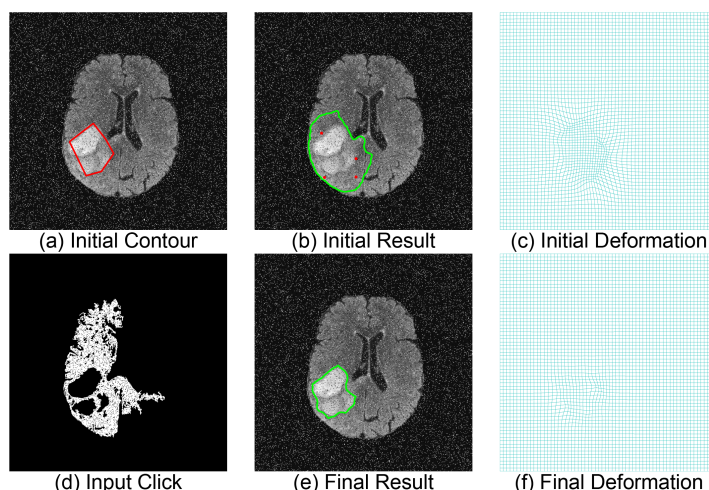 (a) Initial Contour
(b) Initial Result
(c) Initial Deformation
(d) Input Click
(e) Final Result
(f) Final Deformation